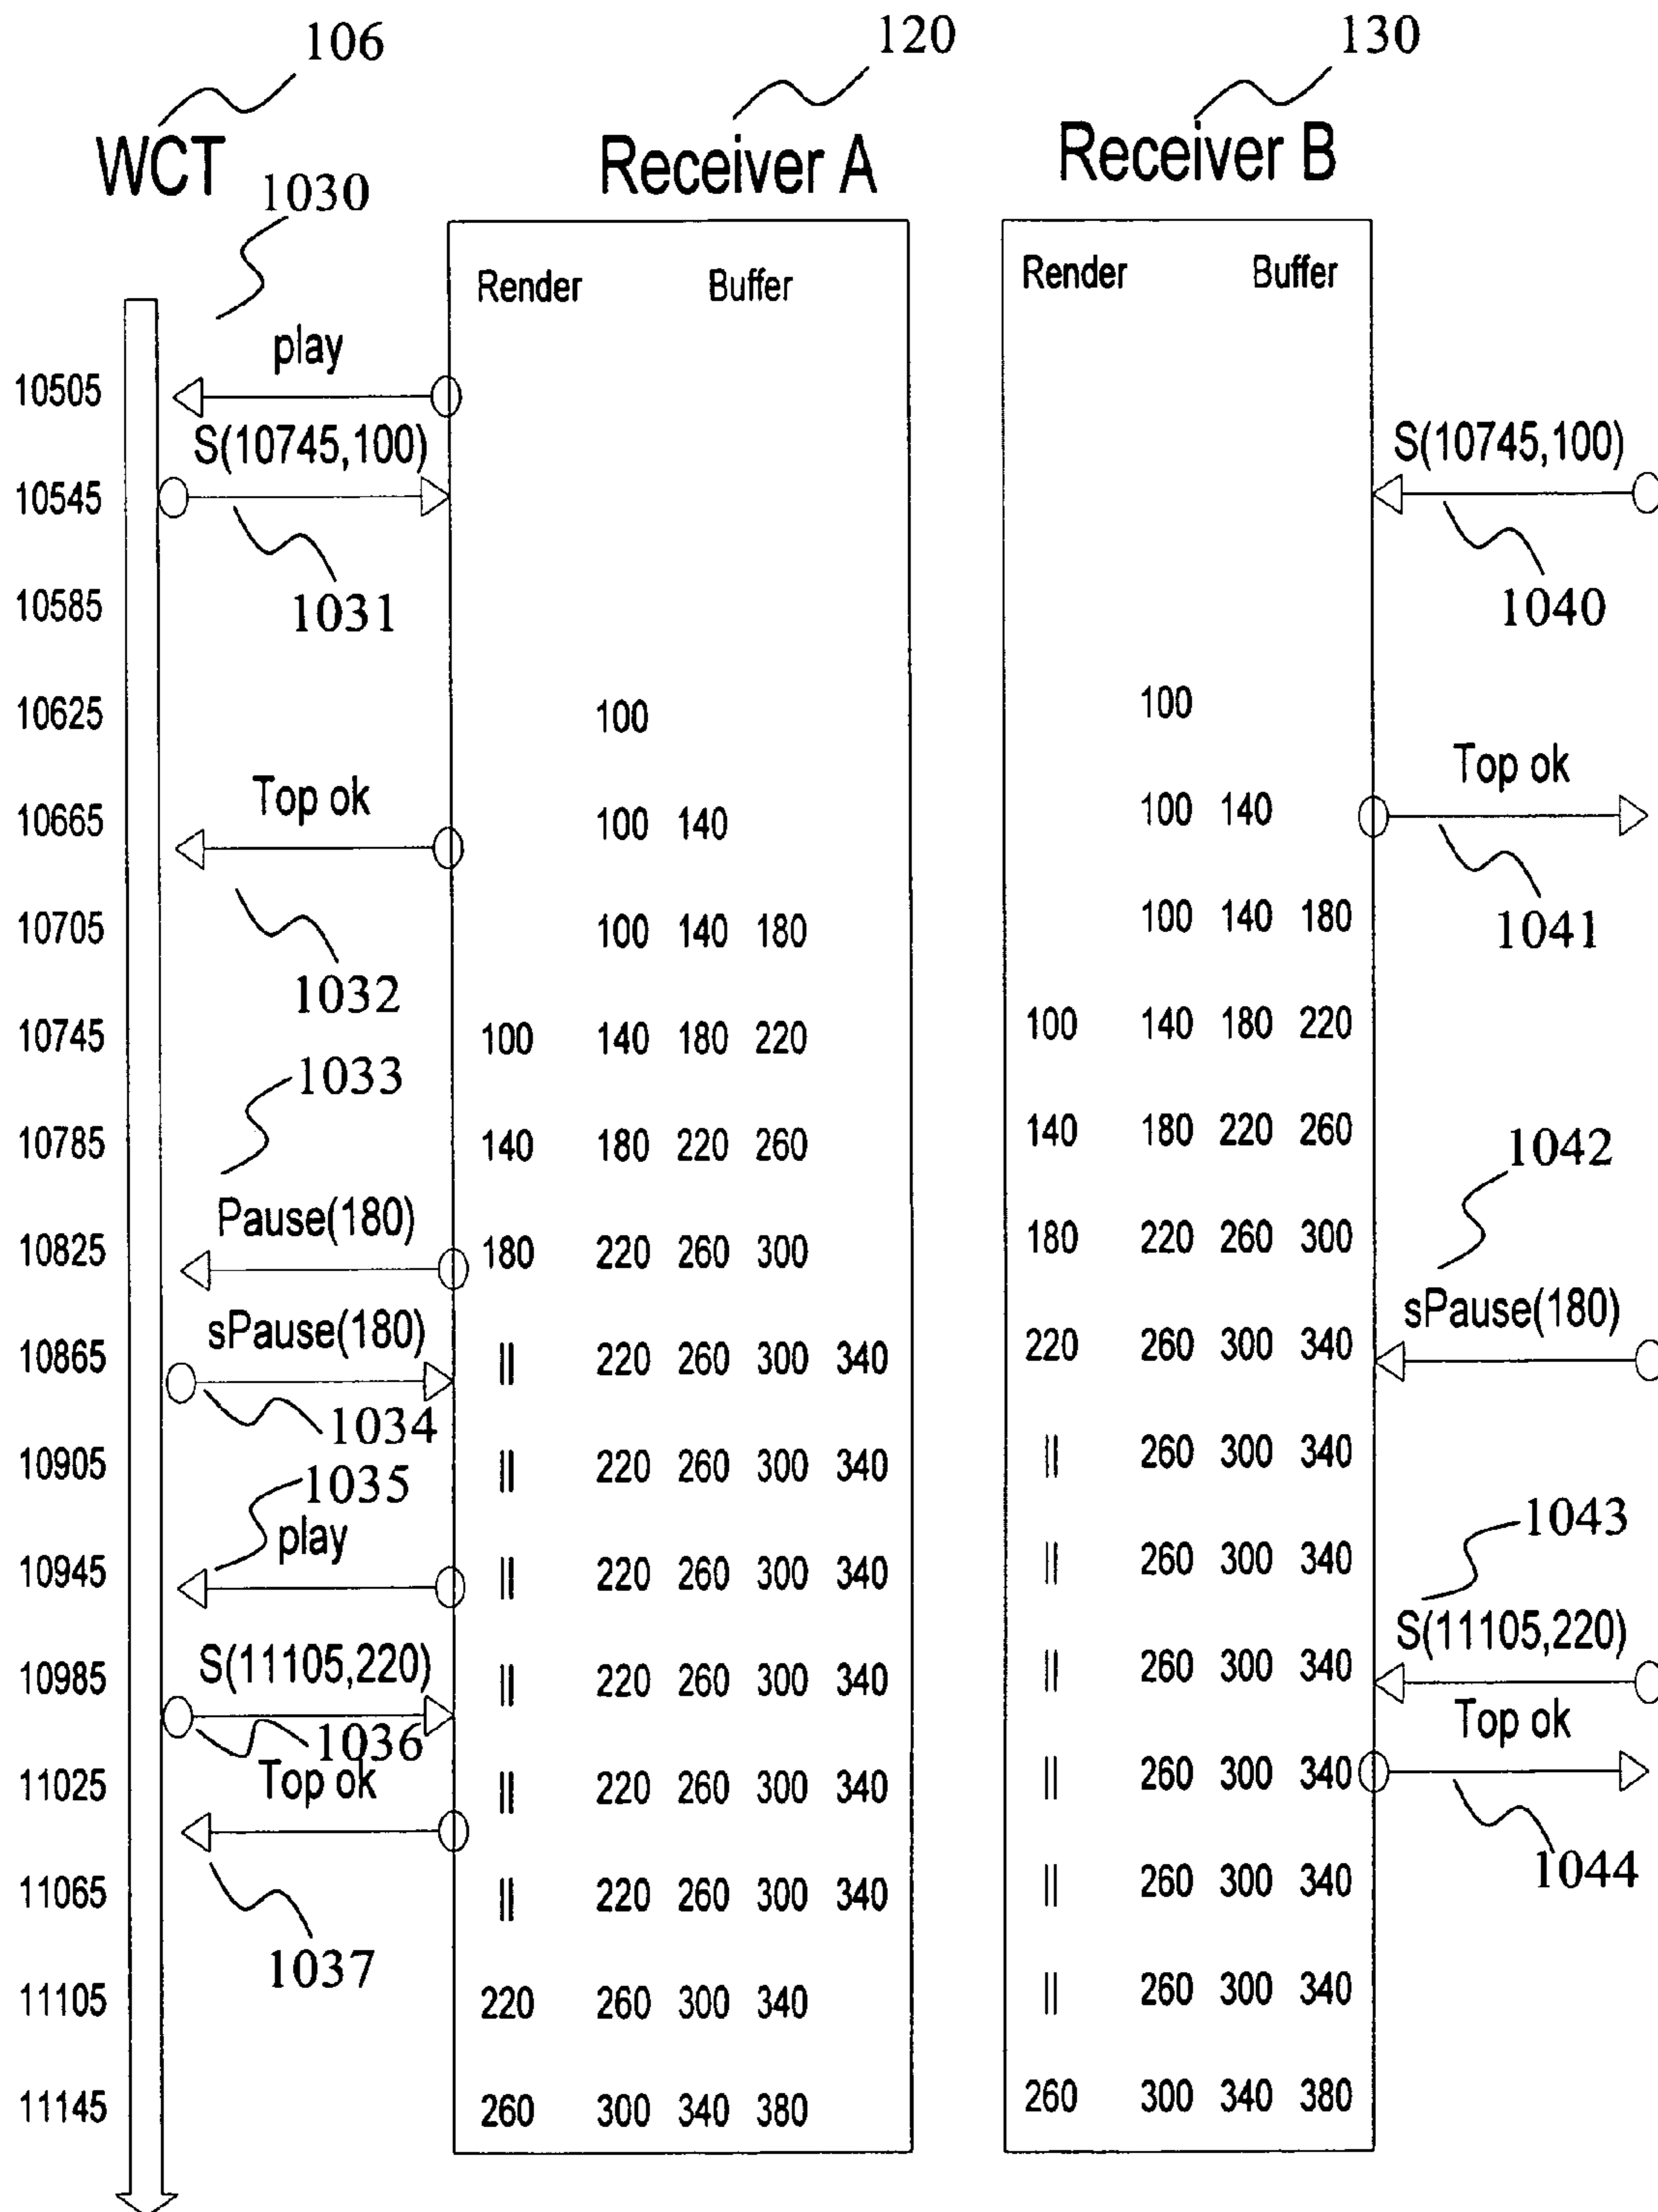 106 120 130
WCT Receiver A Receiver B
1030
Render Buffer Render Buffer
play
10505
S(10745,100) S(10745,100)
10545
1031 1040
10585
10625 100 100
Top ok Top ok
10665 100 140 100 140
10705 100 140 180 100 140 180
1032 1041
10745 100 140 180 220 100 140 180 220
1033
10785 140 180 220 260 140 180 220 260
1042
Pause(180)
10825 180 220 260 300 180 220 260 300
sPause(180) sPause(180)
10865 || 220 260 300 340 220 260 300 340
1034
10905 || 220 260 300 340 || 260 300 340
1035 1043
play
10945 || 220 260 300 340 || 260 300 340
S(11105,220) S(11105,220)
10985 || 220 260 300 340 || 260 300 340
1036 Top ok
Top ok
11025 || 220 260 300 340 || 260 300 340
1044
11065 || 220 260 300 340 || 260 300 340
1037
11105 220 260 300 340 || 260 300 340
11145 260 300 340 380 260 300 340 380